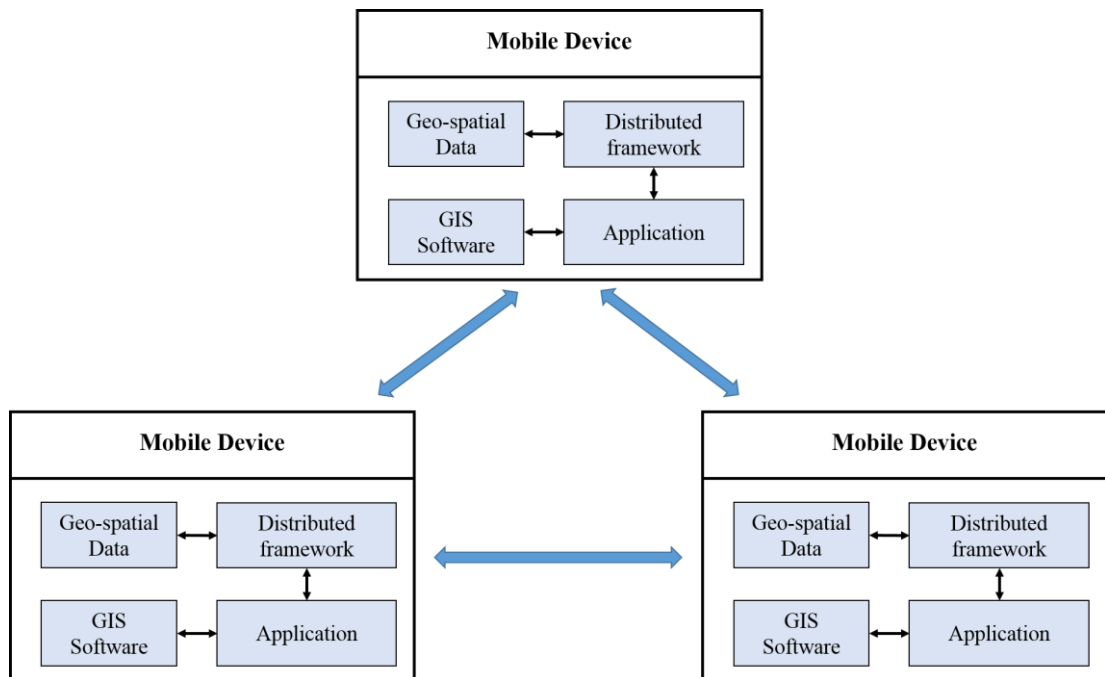 Mobile Device
Geo-spatial
Data
Distributed
framework
GIS
Software
Application
Mobile Device
Geo-spatial
Data
Distributed
framework
GIS
Software
Application
Mobile Device
Geo-spatial
Data
Distributed
framework
GIS
Software
Application